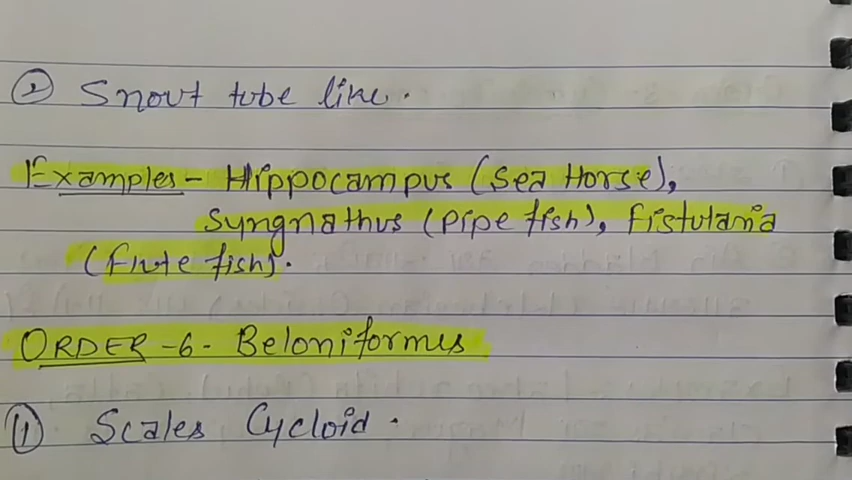 ② Snout tube like.
Examples - Hippocampus (Sea Horse),
Syngnathus (Pipe fish), Fistularia
(Flute fish).
ORDER -6- Beloniformes
① Scales Cycloid.